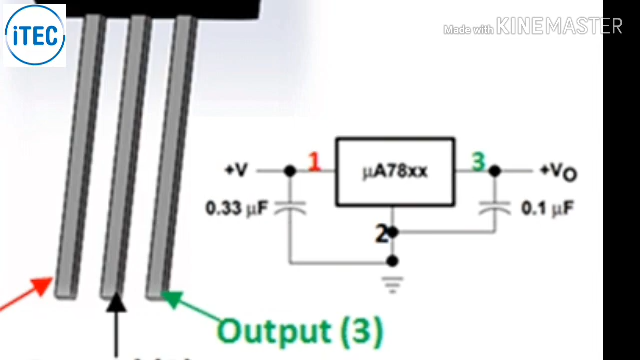 iTEC
Made with KINEMASTER
1
3
+V
µA78xx
+VO
0.33 µF
0.1 µF
2
Output (3)